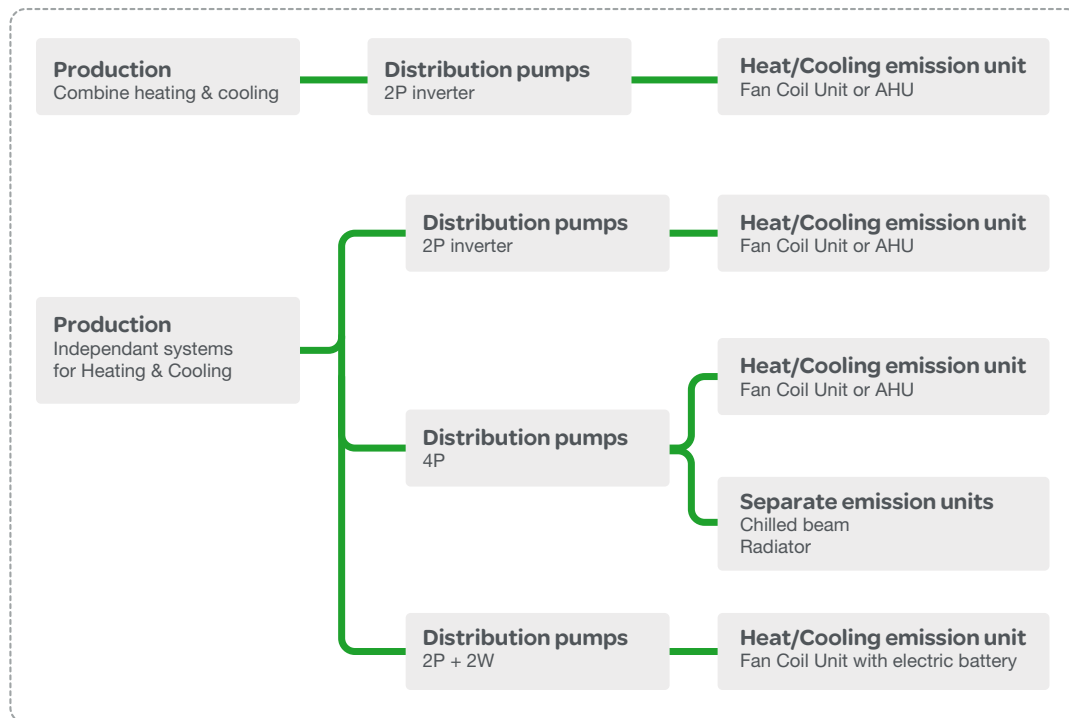 Production
Combine heating & cooling
Distribution pumps
2P inverter
Heat/Cooling emission unit
Fan Coil Unit or AHU
Production
Independant systems
for Heating & Cooling
Distribution pumps
2P inverter
Heat/Cooling emission unit
Fan Coil Unit or AHU
Distribution pumps
4P
Heat/Cooling emission unit
Fan Coil Unit or AHU
Separate emission units
Chilled beam
Radiator
Distribution pumps
2P + 2W
Heat/Cooling emission unit
Fan Coil Unit with electric battery